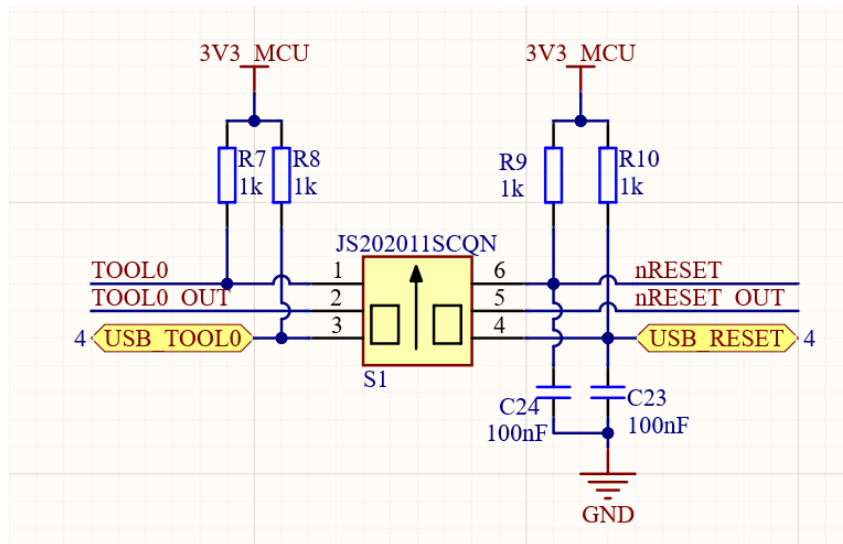 3V3_MCU
3V3_MCU
R7
1k
R8
1k
R9
1k
R10
1k
JS202011SCQN
TOOL0
1
6
nRESET
TOOL0_OUT
2
5
nRESET_OUT
4
USB_TOOL0
3
4
USB_RESET
4
S1
C24
100nF
C23
100nF
GND